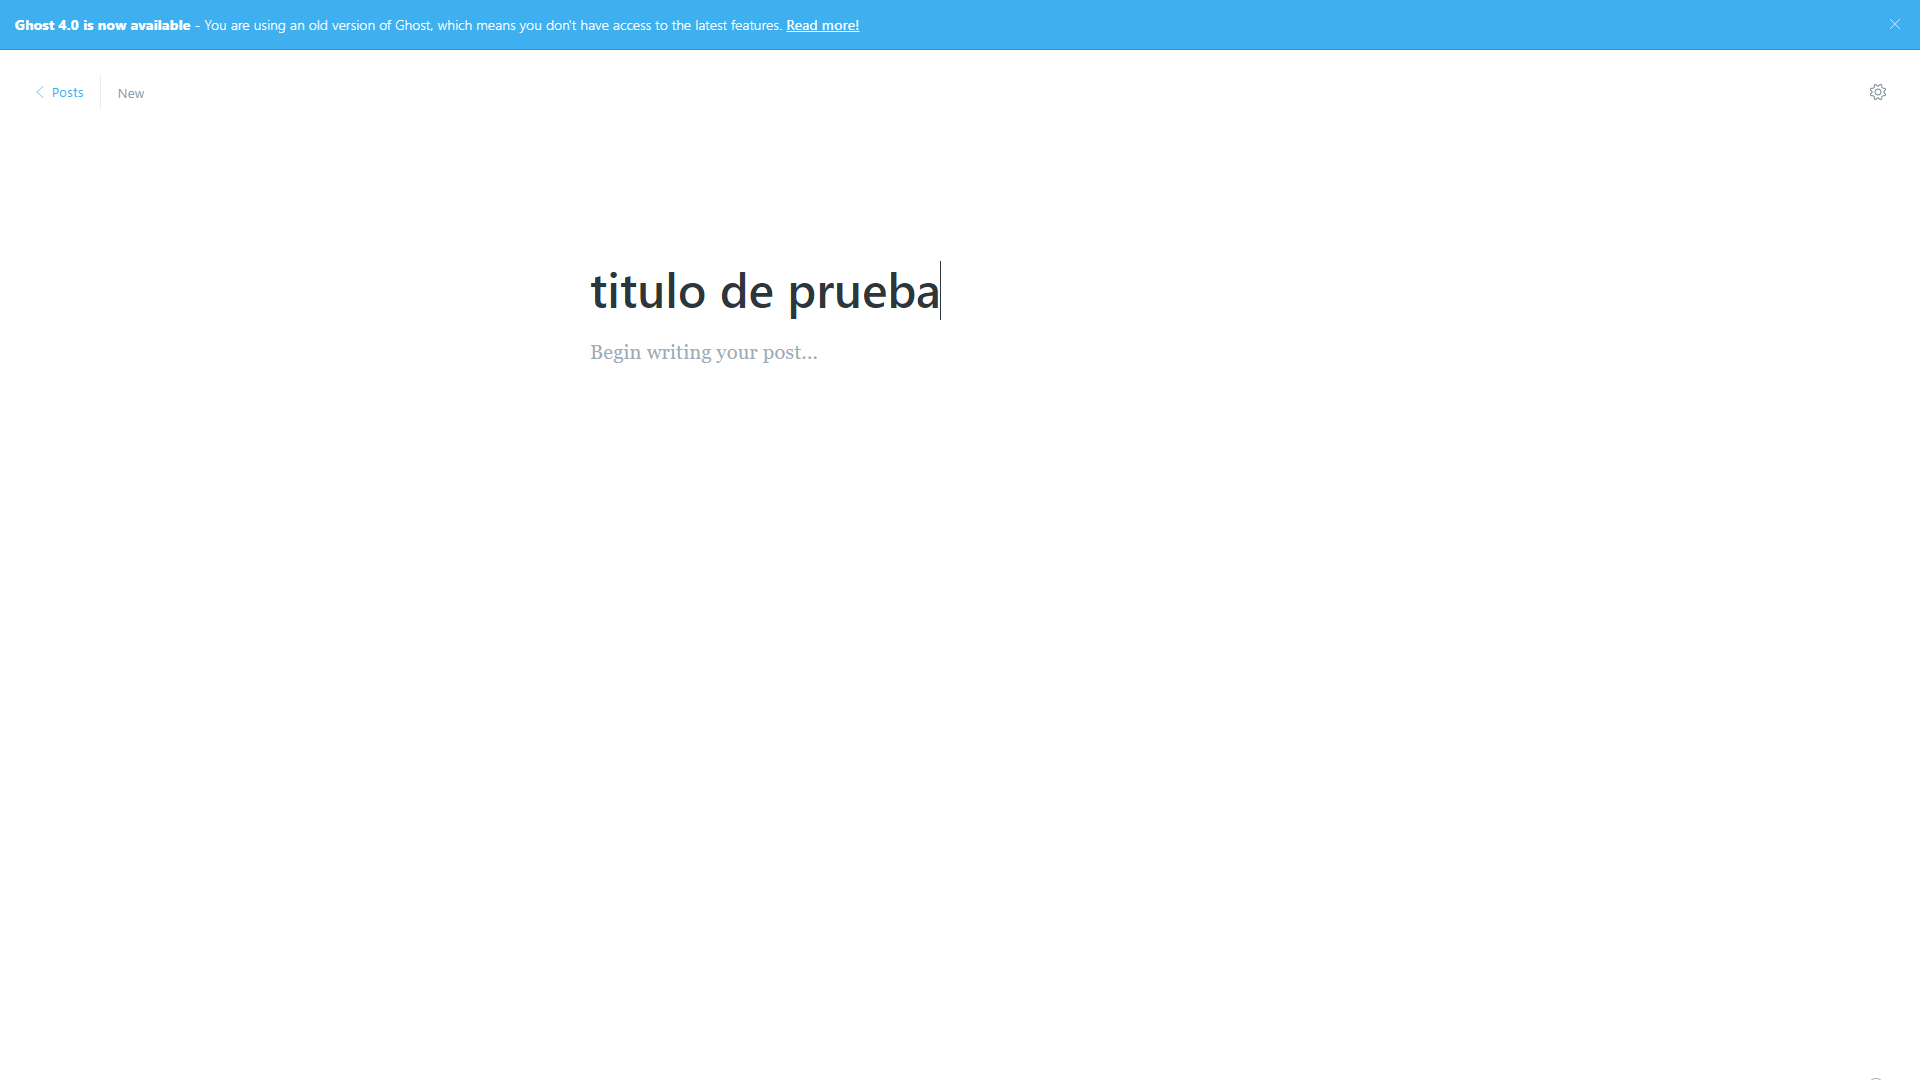 Ghost 4.0 is now available - You are using an old version of Ghost, which means you don't have access to the latest features. Read more!
Posts
New
titulo de prueba
Begin writing your post...